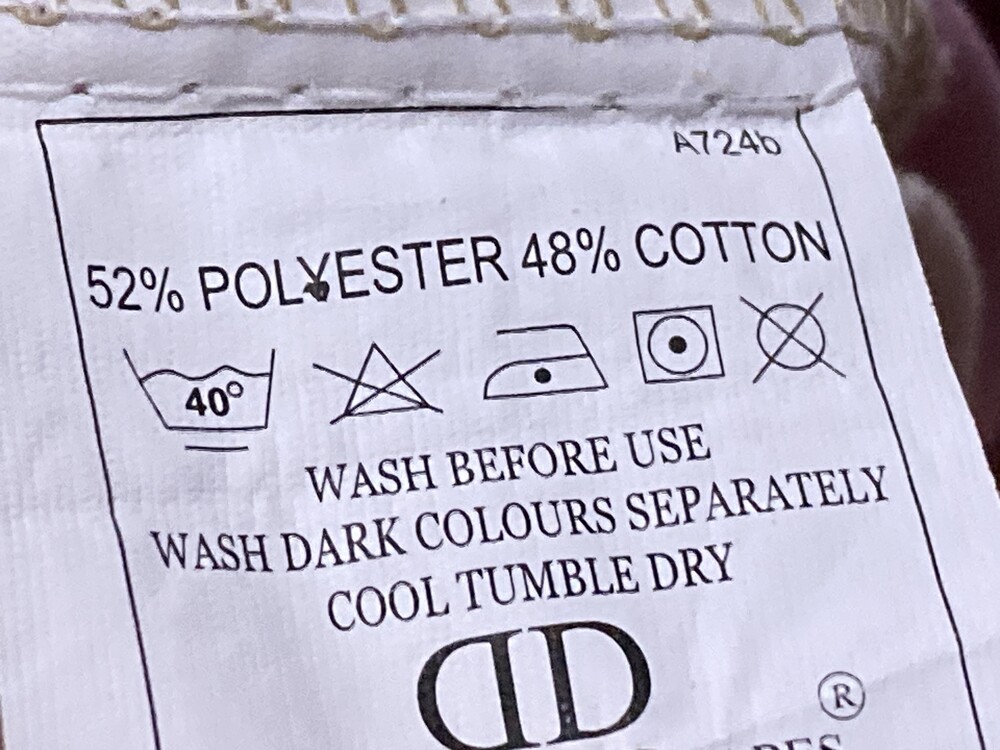 A724b
52% POLYESTER 48% COTTON
40°
WASH BEFORE USE
WASH DARK COLOURS SEPARATELY
COOL TUMBLE DRY
®